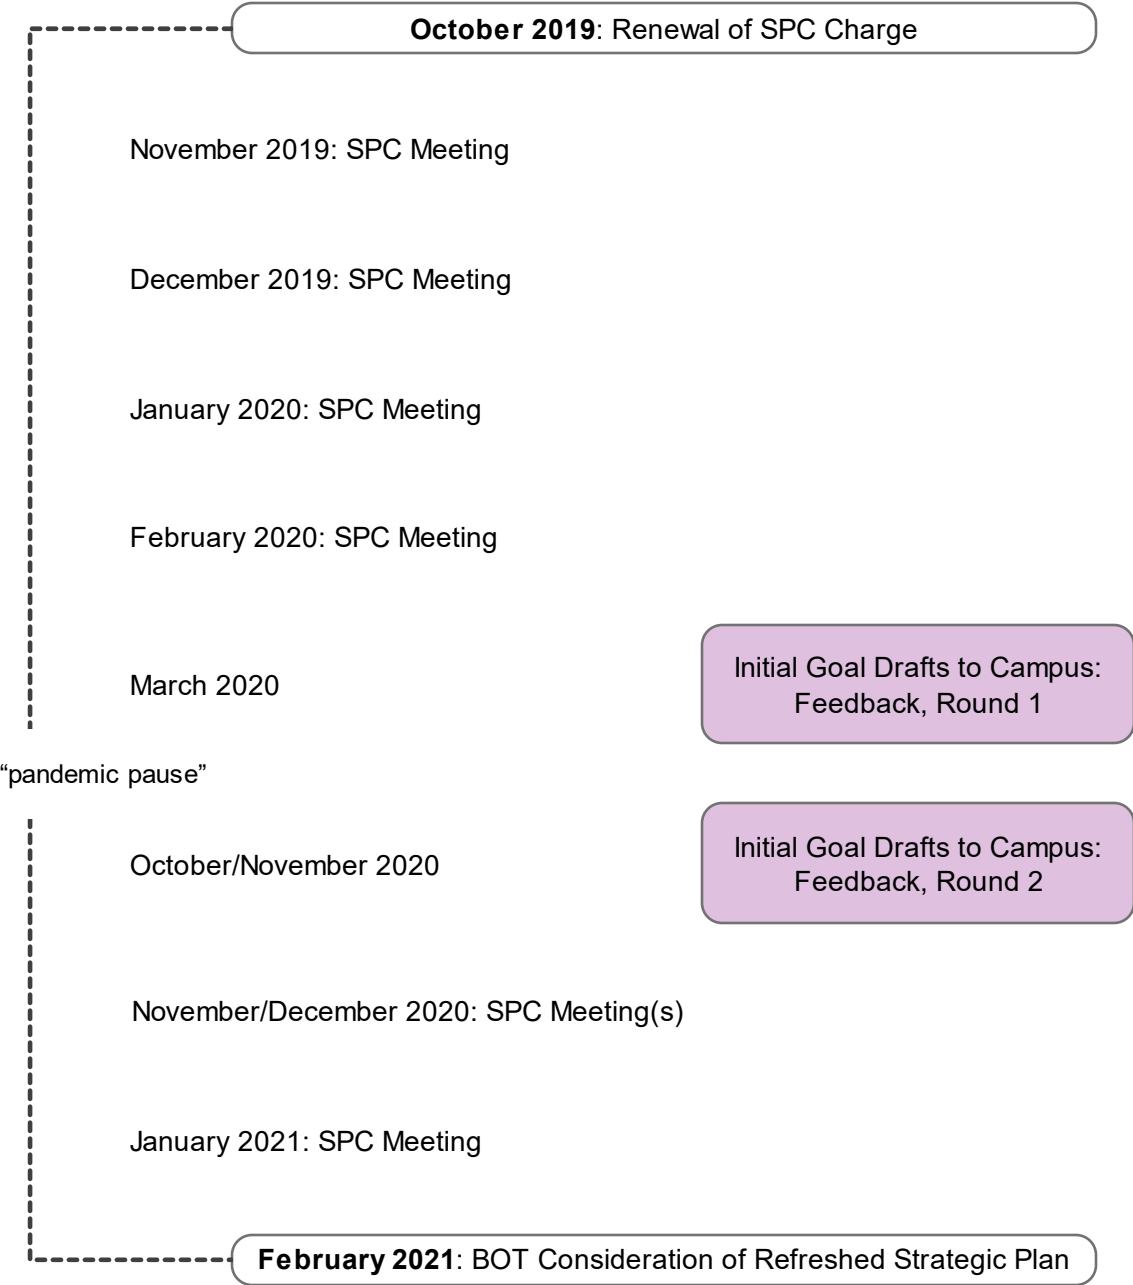 October 2019: Renewal of SPC Charge
November 2019: SPC Meeting
December 2019: SPC Meeting
January 2020: SPC Meeting
February 2020: SPC Meeting
March 2020
Initial Goal Drafts to Campus:
Feedback, Round 1
“pandemic pause”
October/November 2020
Initial Goal Drafts to Campus:
Feedback, Round 2
November/December 2020: SPC Meeting(s)
January 2021: SPC Meeting
February 2021: BOT Consideration of Refreshed Strategic Plan